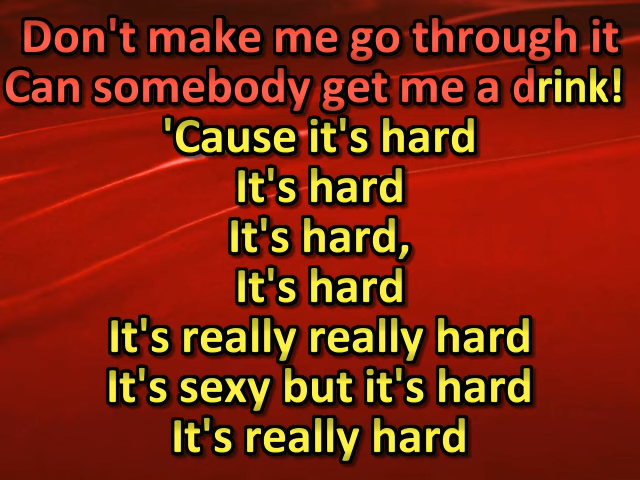 Don't make me go through it
Can somebody get me a drink!
'Cause it's hard
It's hard
It's hard,
It's hard
It's really really hard
It's sexy but it's hard
It's really hard